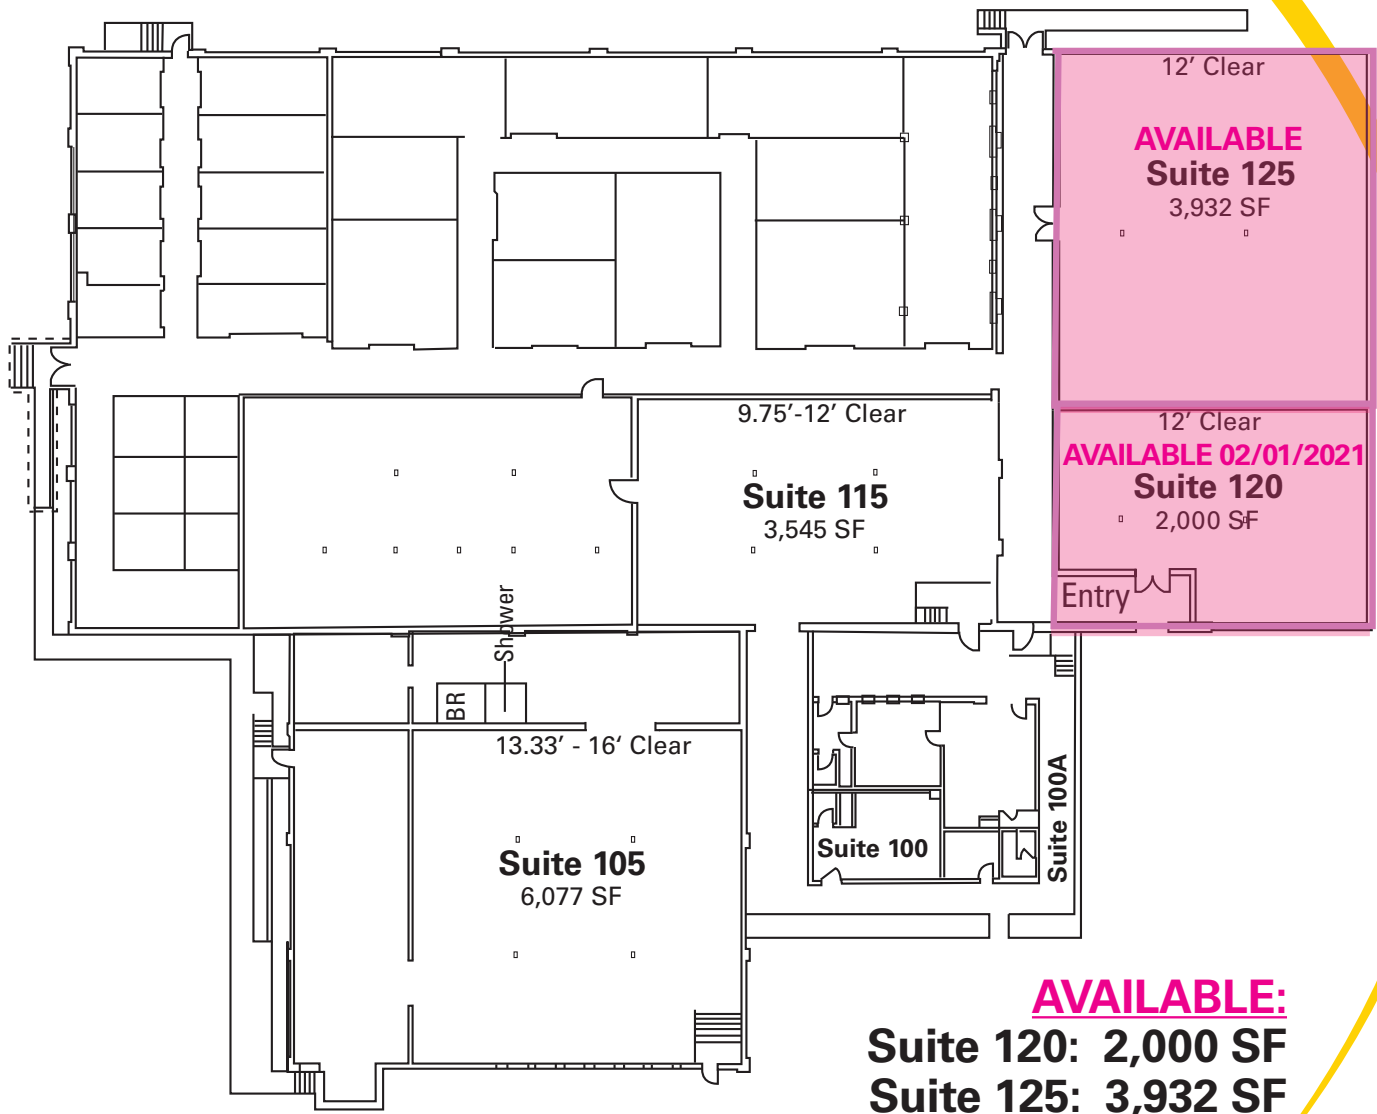 12’ Clear
AVAILABLE
Suite 125
3,932 SF
9.75’-12’ Clear
Suite 115
3,545 SF
12’ Clear
AVAILABLE 02/01/2021
Suite 120
2,000 SF
Entry
Shower
BR
13.33’ - 16‘ Clear
Suite 105
6,077 SF
Suite 100
Suite 100A
AVAILABLE:
Suite 120: 2,000 SF
Suite 125: 3,932 SF